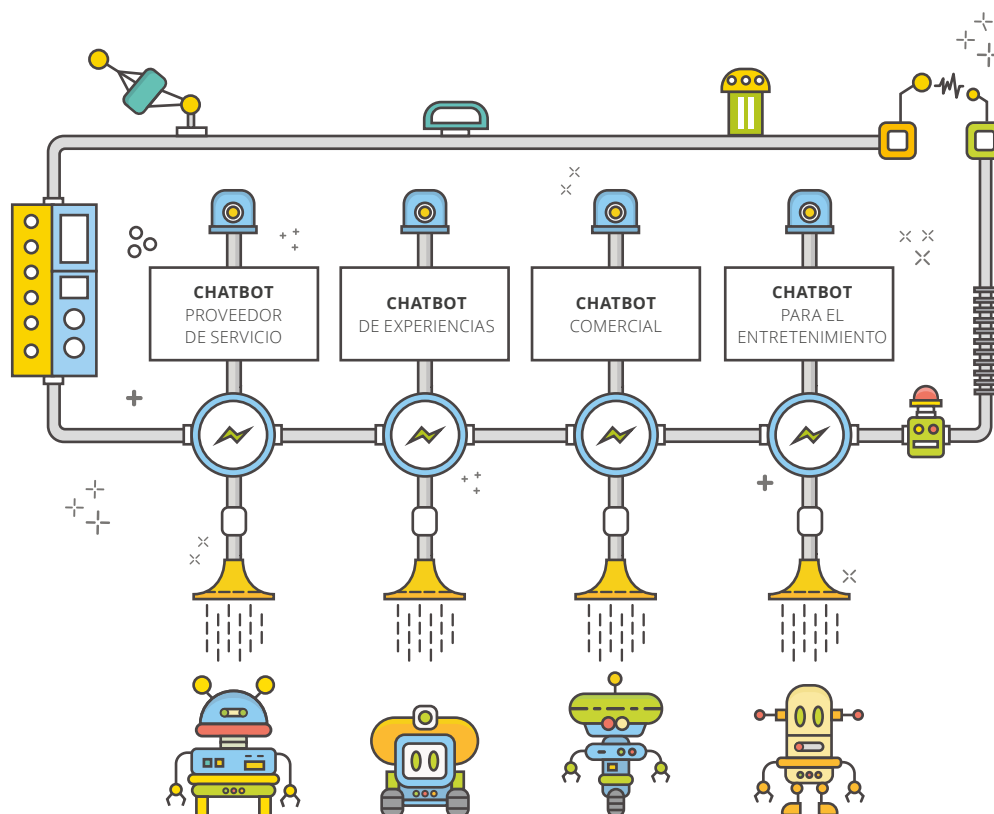 CHATBOT
PROVEEDOR
DE SERVICIO
CHATBOT
DE EXPERIENCIAS
CHATBOT
COMERCIAL
CHATBOT
PARA EL
ENTRETENIMIENTO